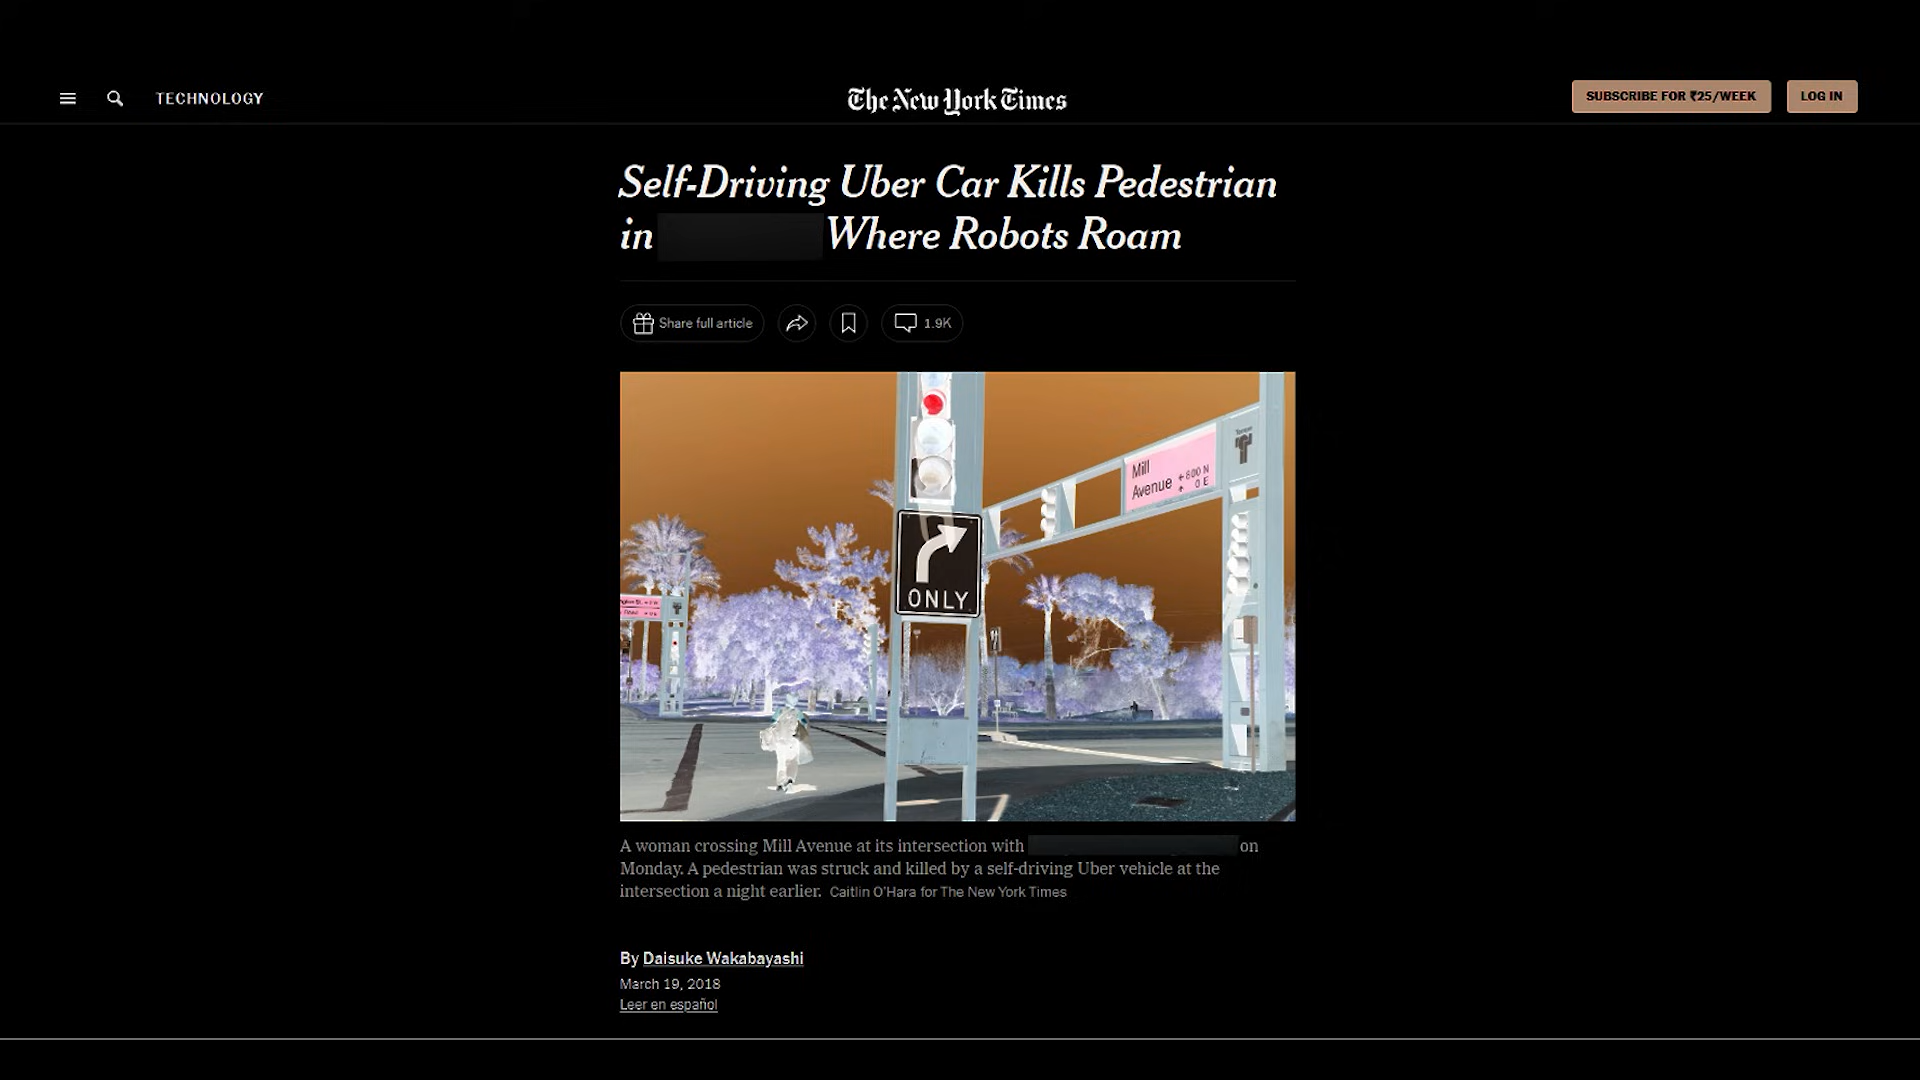 TECHNOLOGY
The New York Times
SUBSCRIBE FOR ₹25/WEEK
LOG IN
Self-Driving Uber Car Kills Pedestrian
in Where Robots Roam
Share full article
1.9K
Mill
Avenue
←800 N
↑ 0 E
ONLY
A woman crossing Mill Avenue at its intersection with on
Monday. A pedestrian was struck and killed by a self-driving Uber vehicle at the
intersection a night earlier. Caitlin O'Hara for The New York Times
By Daisuke Wakabayashi
March 19, 2018
Leer en español